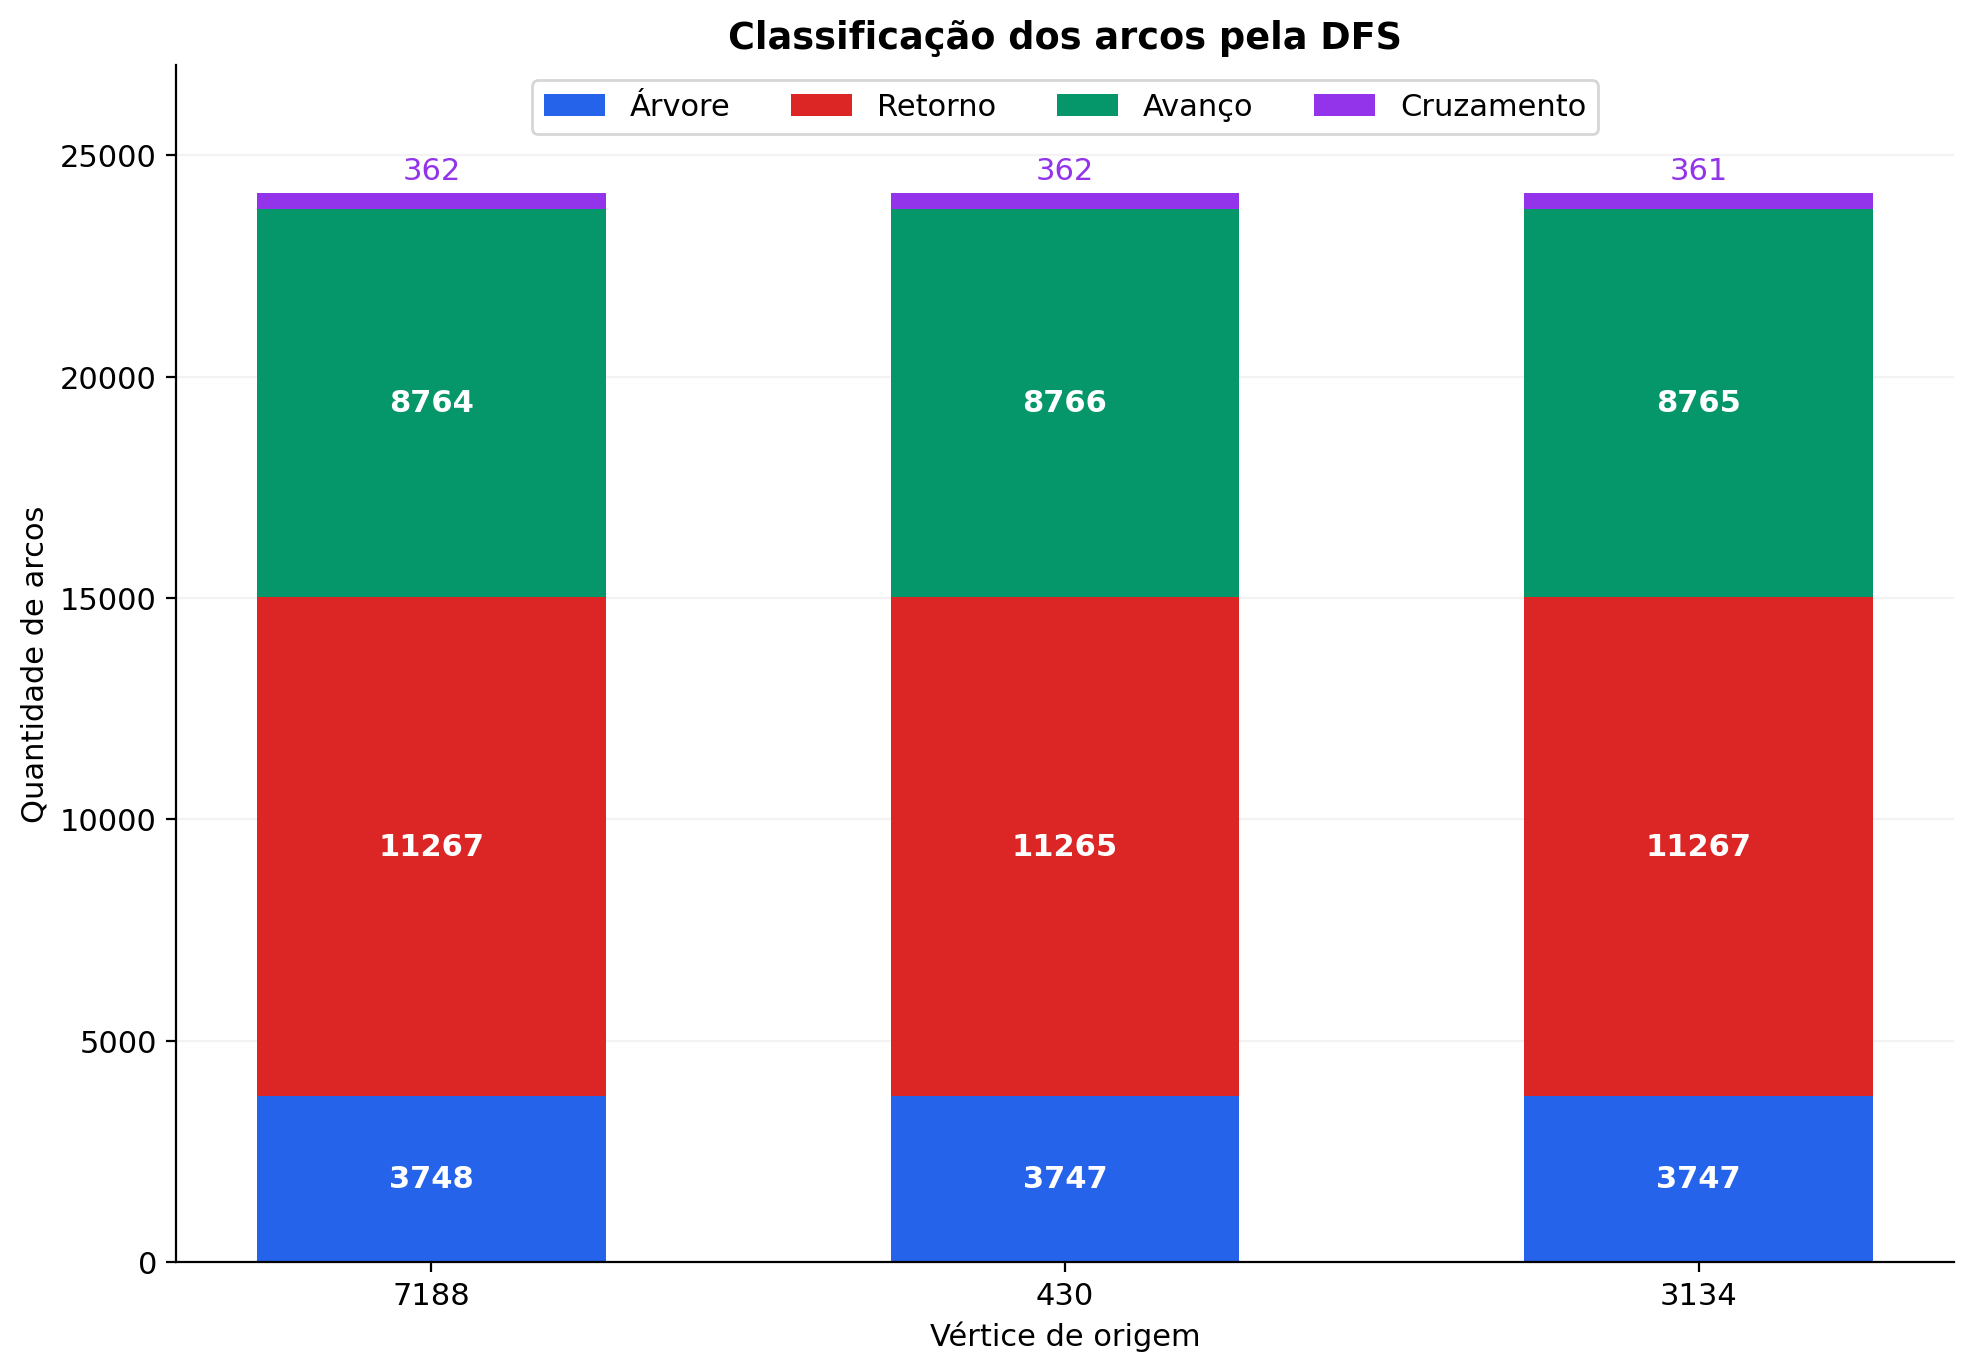 Classificação dos arcos pela DFS
Árvore Retorno Avanço Cruzamento
Quantidade de arcos
25000
20000
15000
10000
5000
0
362 362 361
8764 8766 8765
11267 11265 11267
3748 3747 3747
7188 430 3134
Vértice de origem